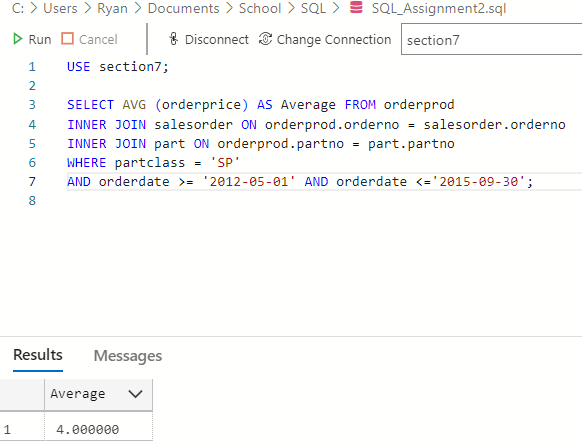 C: > Users > Ryan > Documents > School > SQL > SQL_Assignment2.sql
Run Cancel Disconnect Change Connection section7
1 USE section7;
2
3 SELECT AVG (orderprice) AS Average FROM orderprod
4 INNER JOIN salesorder ON orderprod.orderno = salesorder.orderno
5 INNER JOIN part ON orderprod.partno = part.partno
6 WHERE partclass = 'SP'
7 AND orderdate >= '2012-05-01' AND orderdate <='2015-09-30';
8
Results Messages
Average
1 4.000000